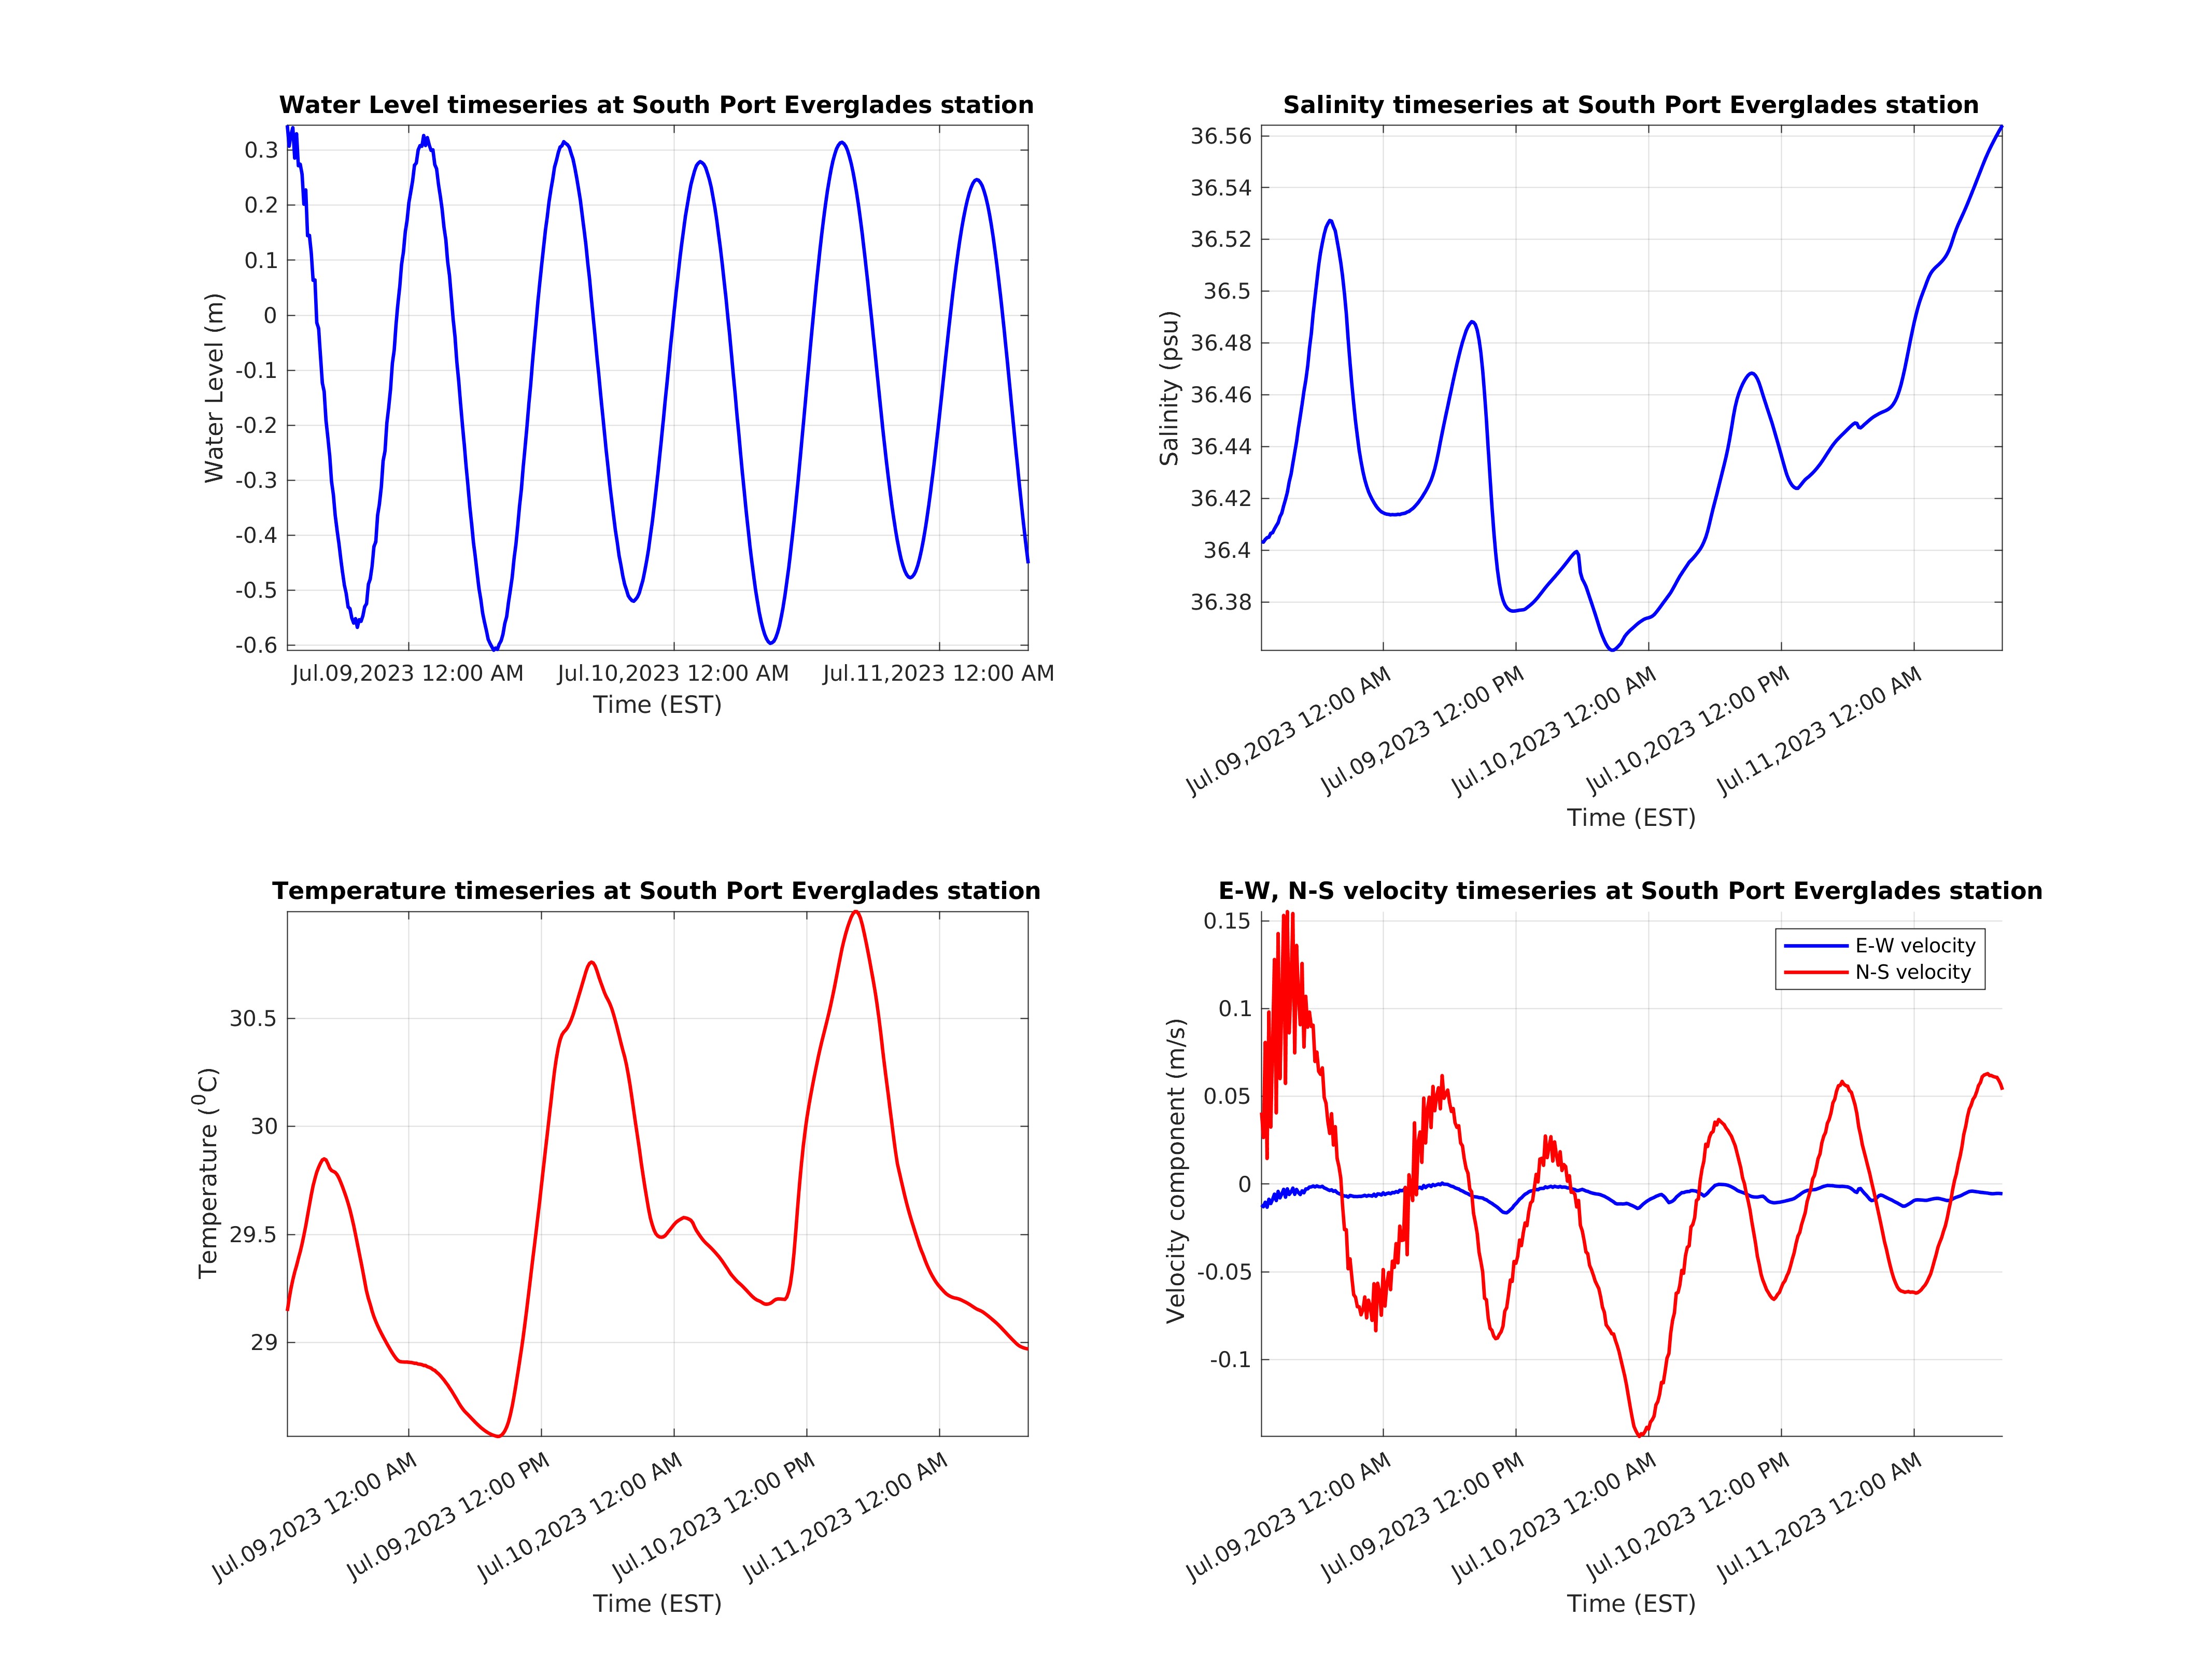 Water Level timeseries at South Port Everglades station
0.3
0.2
0.1
0
-0.1
-0.2
-0.3
-0.4
-0.5
-0.6
Water Level (m)
Jul.09,2023 12:00 AM
Jul.10,2023 12:00 AM
Jul.11,2023 12:00 AM
Time (EST)
Salinity timeseries at South Port Everglades station
36.56
36.54
36.52
36.5
36.48
36.46
36.44
36.42
36.4
36.38
Salinity (psu)
Jul.09,2023 12:00 AM
Jul.09,2023 12:00 PM
Jul.10,2023 12:00 AM
Jul.10,2023 12:00 PM
Jul.11,2023 12:00 AM
Time (EST)
Temperature timeseries at South Port Everglades station
30.5
30
29.5
29
Temperature (⁰C)
Jul.09,2023 12:00 AM
Jul.09,2023 12:00 PM
Jul.10,2023 12:00 AM
Jul.10,2023 12:00 PM
Jul.11,2023 12:00 AM
Time (EST)
E-W, N-S velocity timeseries at South Port Everglades station
0.15
0.1
0.05
0
-0.05
-0.1
Velocity component (m/s)
E-W velocity
N-S velocity
Jul.09,2023 12:00 AM
Jul.09,2023 12:00 PM
Jul.10,2023 12:00 AM
Jul.10,2023 12:00 PM
Jul.11,2023 12:00 AM
Time (EST)